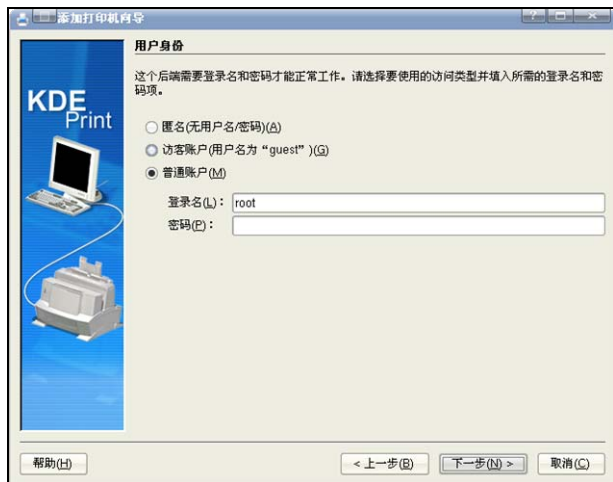 添加打印机向导
用户身份
这个后端需要登录名和密码才能正常工作。请选择要使用的访问类型并填入所需的登录名和密
码项。
KDE
Print
匿名(无用户名/密码)(A)
访客账户(用户名为“guest”)(G)
普通账户(M)
登录名(L)： root
密码(P)：
帮助(H) < 上一步(B) 下一步(N) > 取消(C)